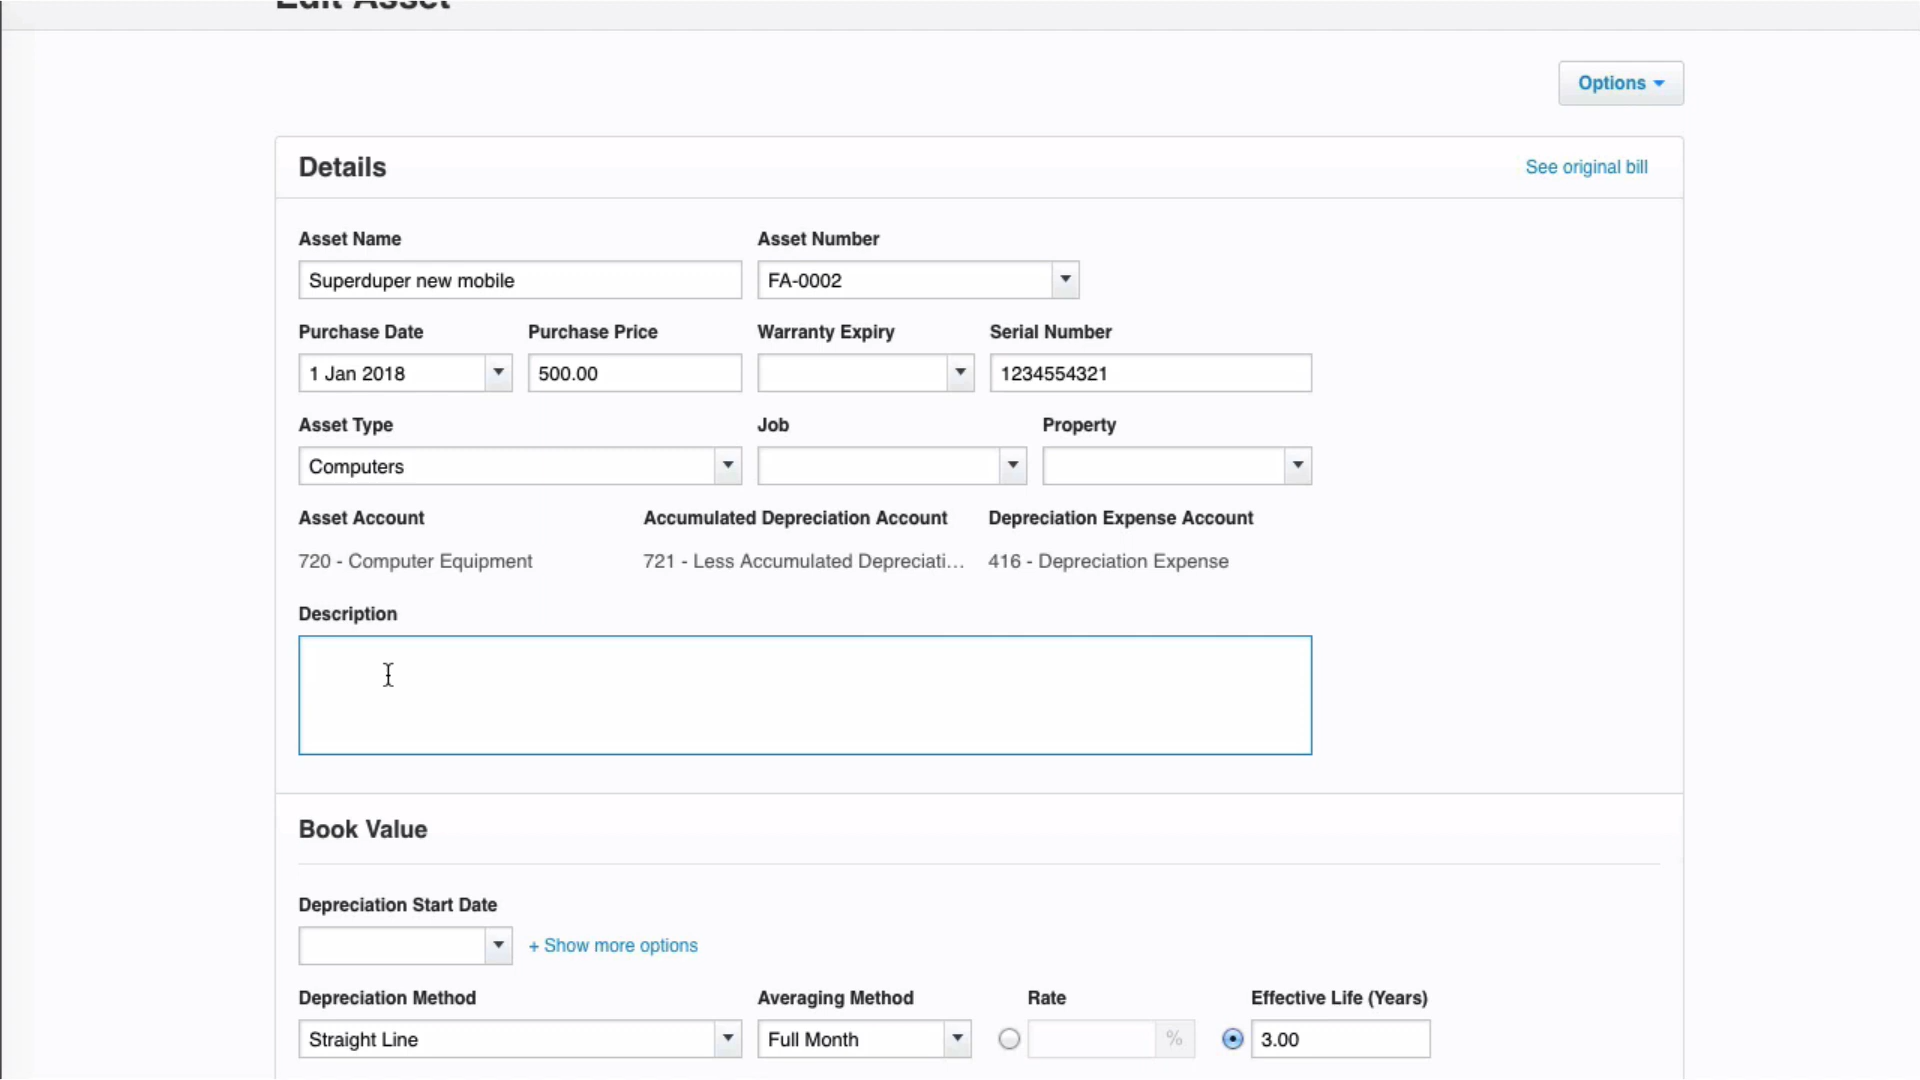 Edit Asset
Options
Details
See original bill
Asset Name
Asset Number
Superduper new mobile
FA-0002
Purchase Date
Purchase Price
Warranty Expiry
Serial Number
1 Jan 2018
500.00
1234554321
Asset Type
Job
Property
Computers
Asset Account
Accumulated Depreciation Account
Depreciation Expense Account
720 - Computer Equipment
721 - Less Accumulated Depreciati...
416 - Depreciation Expense
Description
Book Value
Depreciation Start Date
+ Show more options
Depreciation Method
Averaging Method
Rate
Effective Life (Years)
Straight Line
Full Month
%
3.00